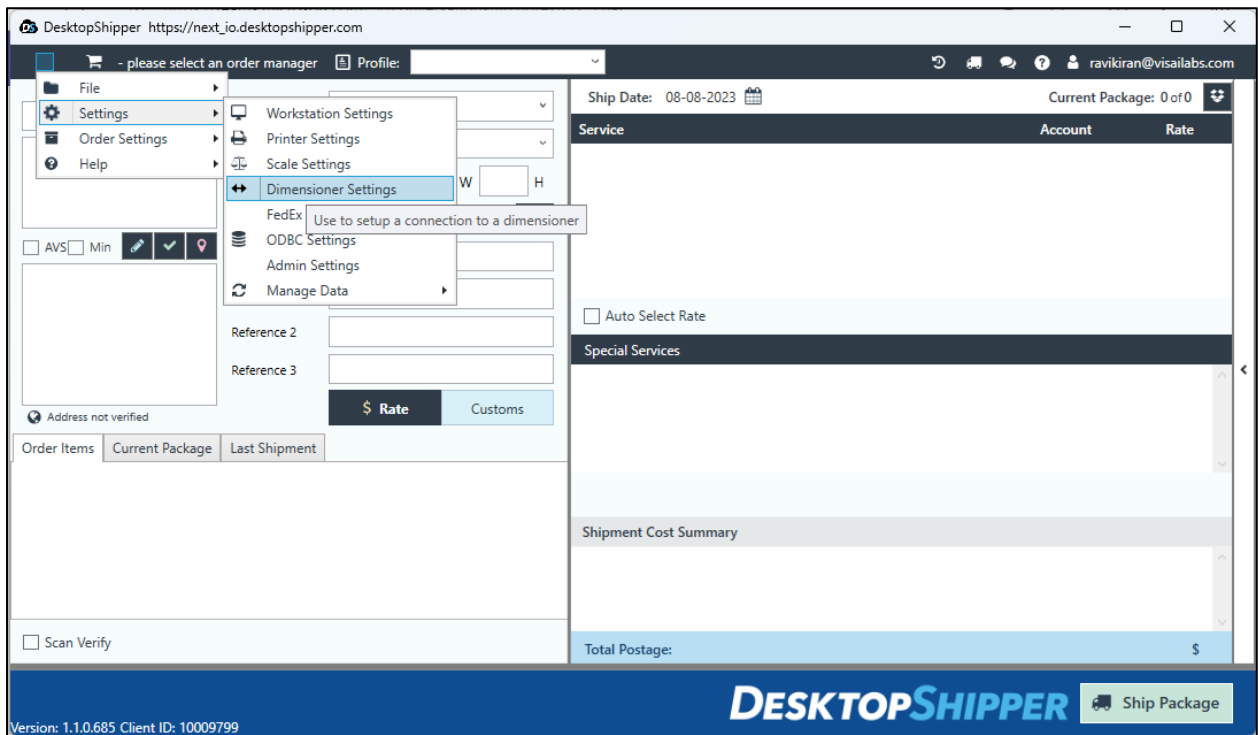 DesktopShipper https://next_io.desktopshipper.com
- please select an order manager Profile: ravikiran@visailabs.com
File
Settings
Order Settings
Help
Workstation Settings
Printer Settings
Scale Settings
Dimensioner Settings
FedEx
Use to setup a connection to a dimensioner
ODBC Settings
Admin Settings
Manage Data
W H
AVS Min
Reference 2
Reference 3
Address not verified
$ Rate Customs
Order Items Current Package Last Shipment
Scan Verify
Ship Date: 08-08-2023 Current Package: 0 of 0
Service Account Rate
Auto Select Rate
Special Services
Shipment Cost Summary
Total Postage: $
DESKTOPSHIPPER Ship Package
Version: 1.1.0.685 Client ID: 10009799